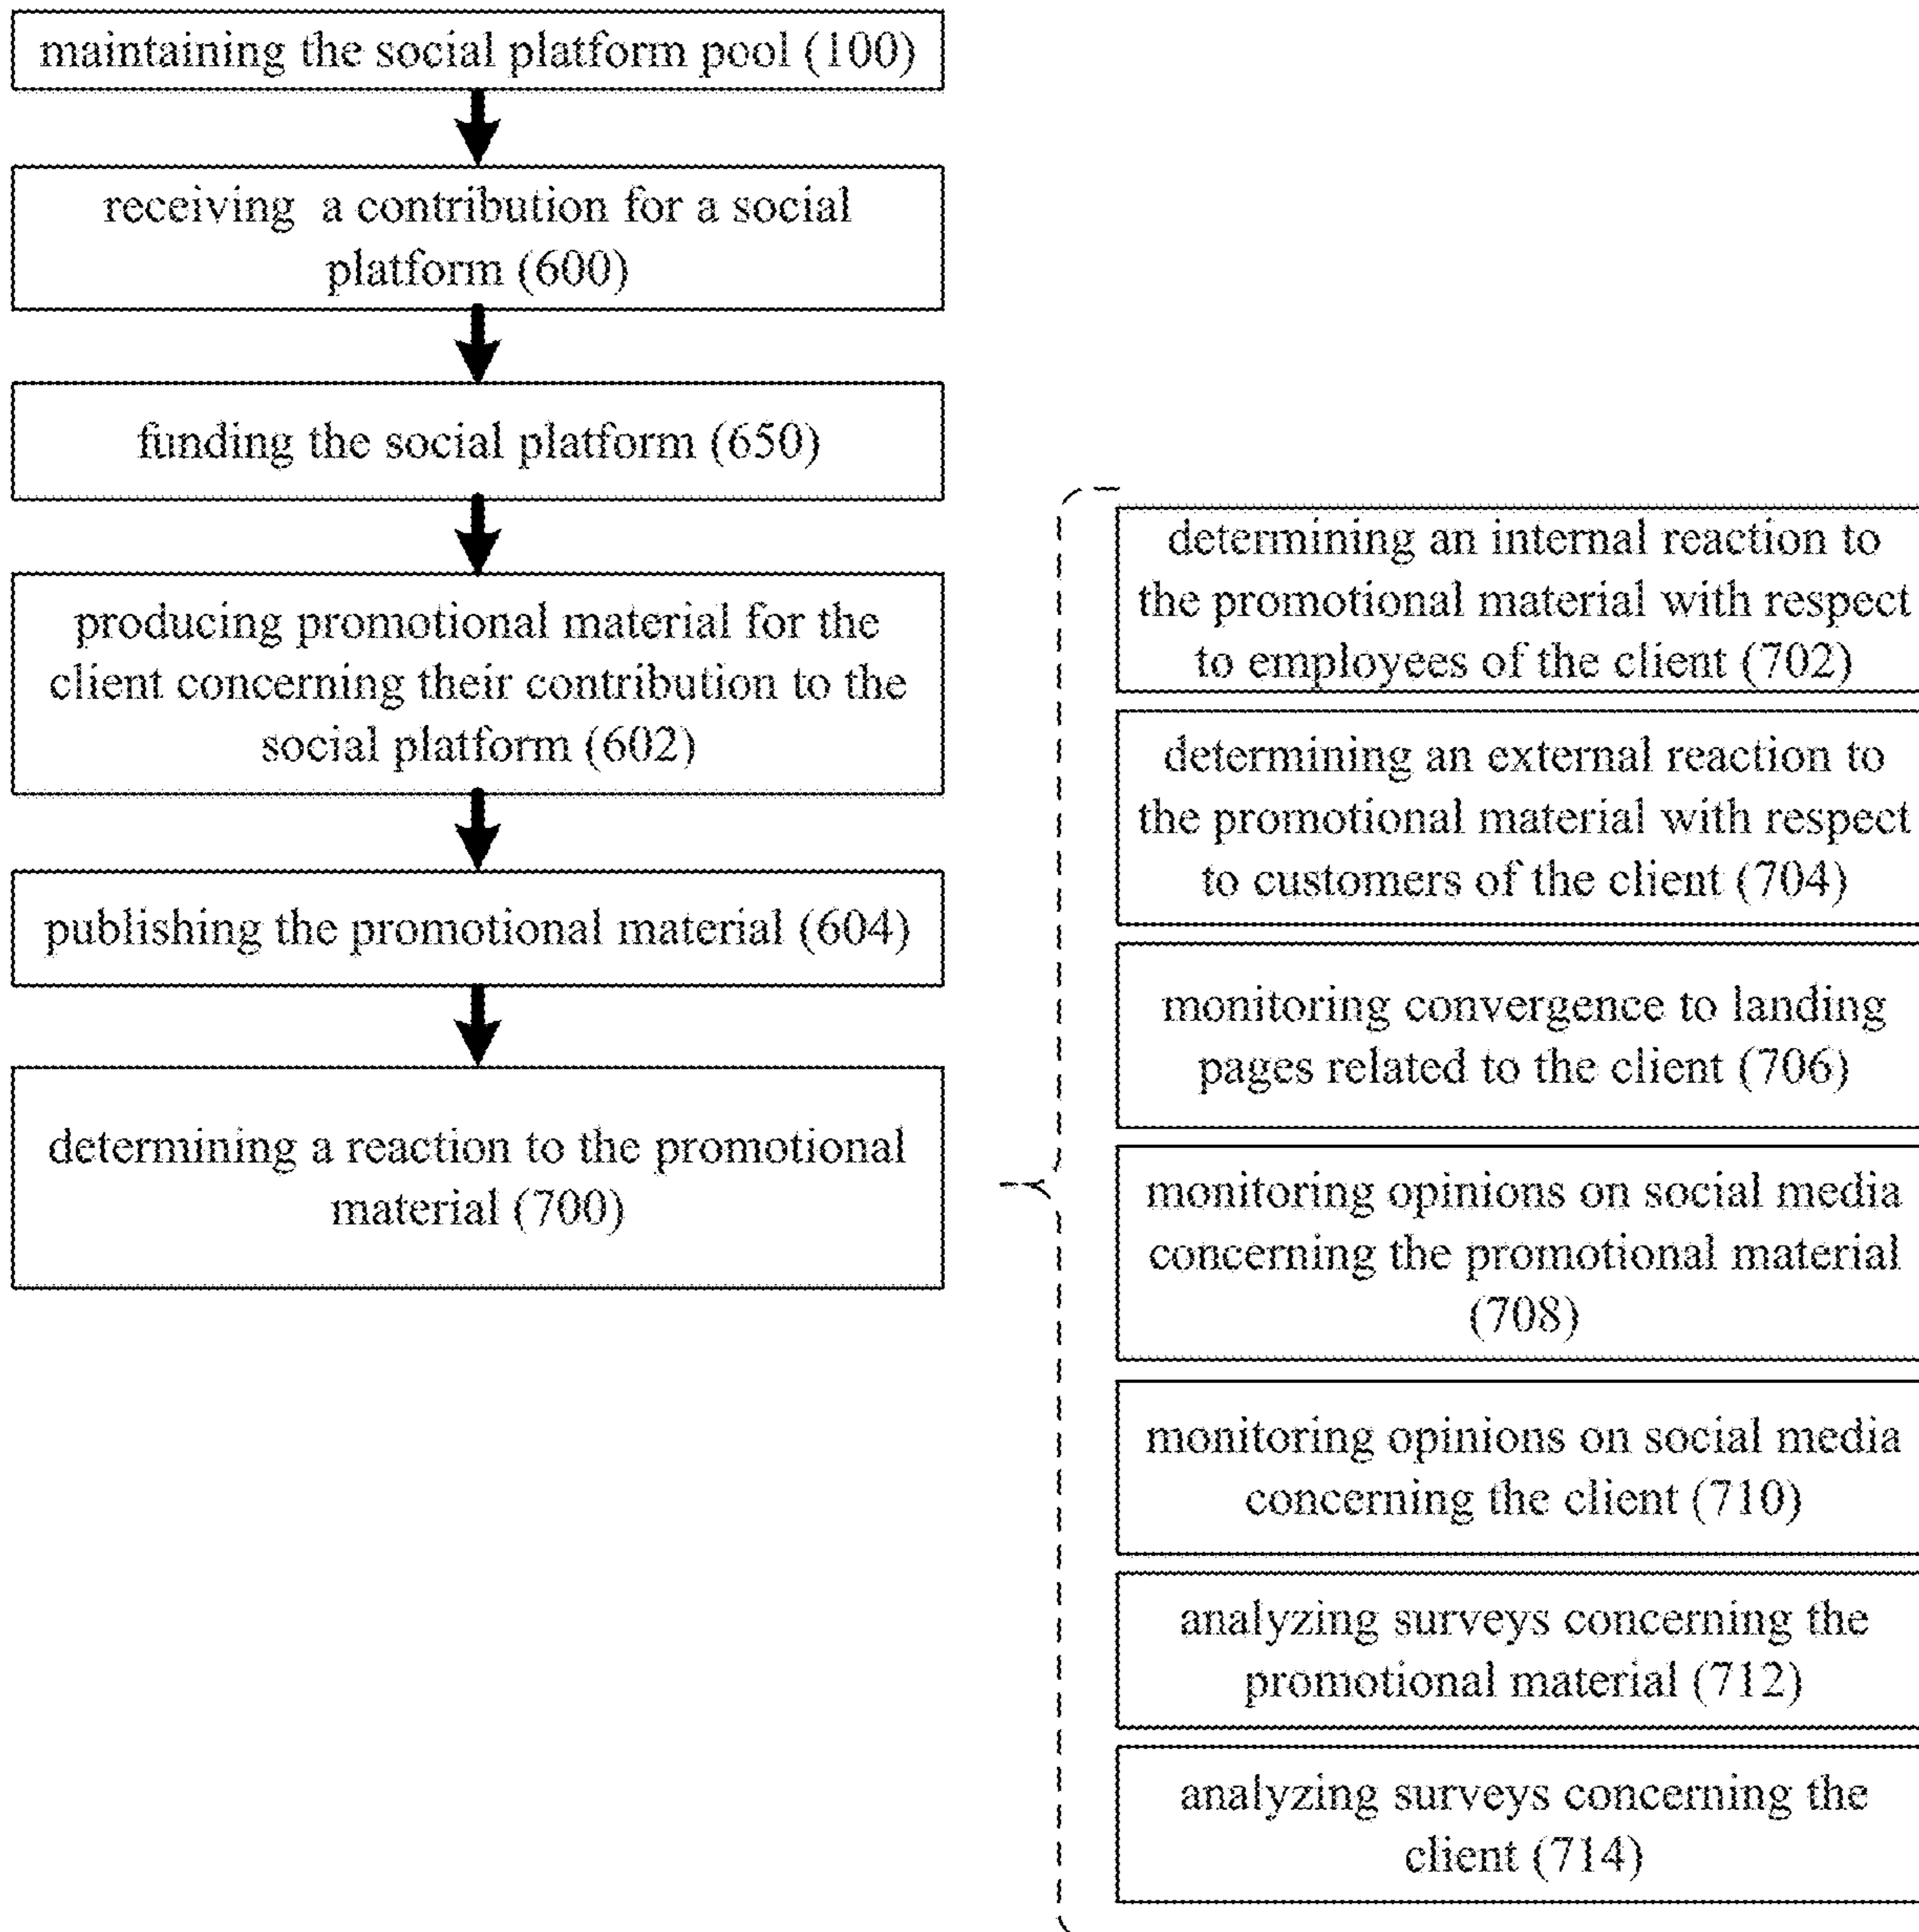 maintaining the social platform pool (100)
receiving a contribution for a social
platform (600)
funding the social platform (650)
producing promotional material for the
client concerning their contribution to the
social platform (602)
publishing the promotional material (604)
determining a reaction to the promotional
material (700)
determining an internal reaction to
the promotional material with respect
to employees of the client (702)
determining an external reaction to
the promotional material with respect
to customers of the client (704)
monitoring convergence to landing
pages related to the client (706)
monitoring opinions on social media
concerning the promotional material
(708)
monitoring opinions on social media
concerning the client (710)
analyzing surveys concerning the
promotional material (712)
analyzing surveys concerning the
client (714)